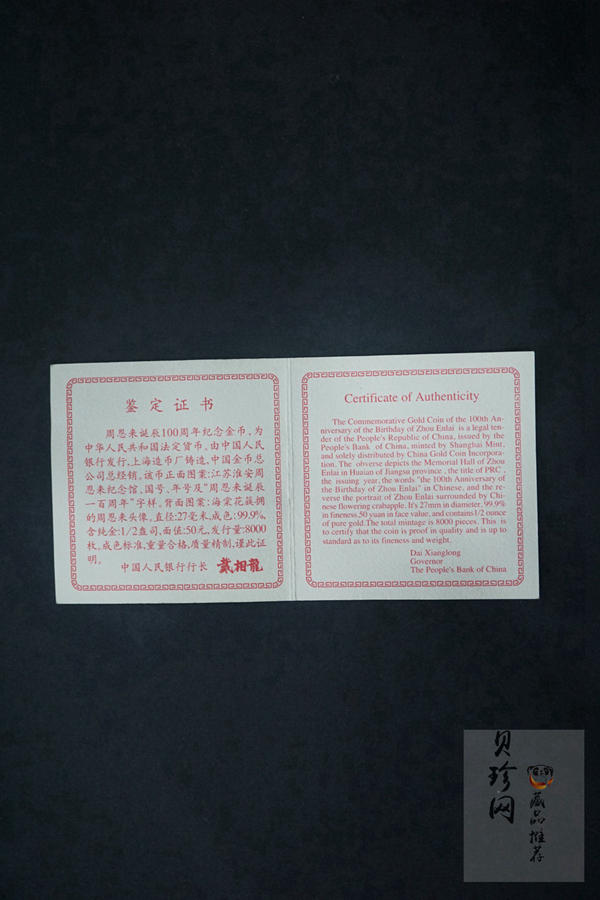 鉴定证书
周恩来诞辰100周年纪念金币，为
中华人民共和国法定货币。由中国人民
银行发行，上海造币厂铸造，中国金币总
公司总经销。该币正面图案：江苏淮安周
恩来纪念馆、国号、年号及"周恩来诞辰
一百周年"字样。背面图案：海棠花簇拥
的周恩来头像。直径：27毫米，成色：99.9%，
含纯金：1/2盎司，面值：50元，发行量：8000
枚。成色标准，重量合格，质量精制，谨此证
明。
中国人民银行行长 戴相龍
Certificate of Authenticity
The Commemorative Gold Coin of the 100th An-
niversary of the Birthday of Zhou Enlai is a legal ten-
der of the People's Republic of China, issued by the
People's Bank of China, minted by Shanghai Mint,
and solely distributed by China Gold Coin Incorpora-
tion. The obverse depicts the Memorial Hall of Zhou
Enlai in Huaian of Jiangsu province, the title of PRC,
the issuing year, the words "the 100th Anniversary of
the Birthday of Zhou Enlai" in Chinese, and the re-
verse the portrait of Zhou Enlai surrounded by Chi-
nese flowering crabapple. It's 27mm in diameter, 99.9%
in fineness, 50 yuan in face value, and contains 1/2 ounce
of pure gold. The total mintage is 8000 pieces. This is
to certify that the coin is proof in quality and is up to
standard as to its fineness and weight.
Dai Xianglong
Governor
The People's Bank of China
贝珍网
藏品推荐